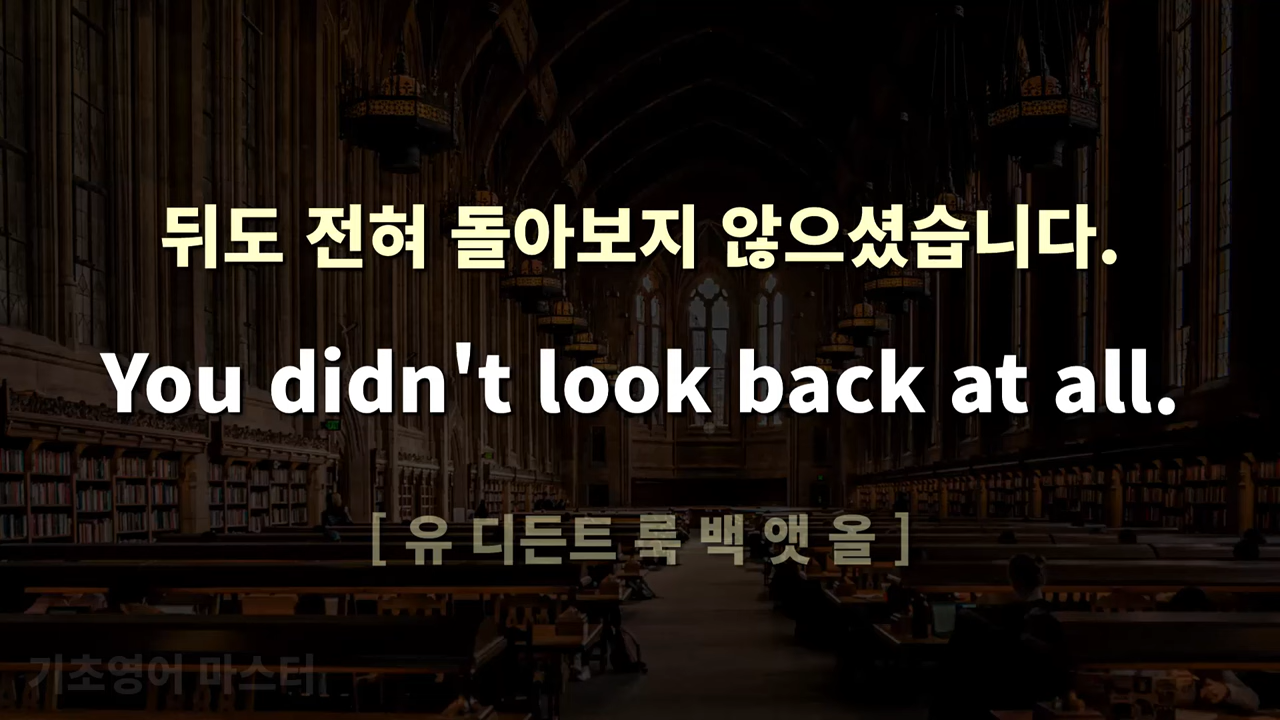 뒤도 전혀 돌아보지 않으셨습니다.
You didn't look back at all.
[ 유 디든트 룩 백 앳 올 ]
기초영어 마스터